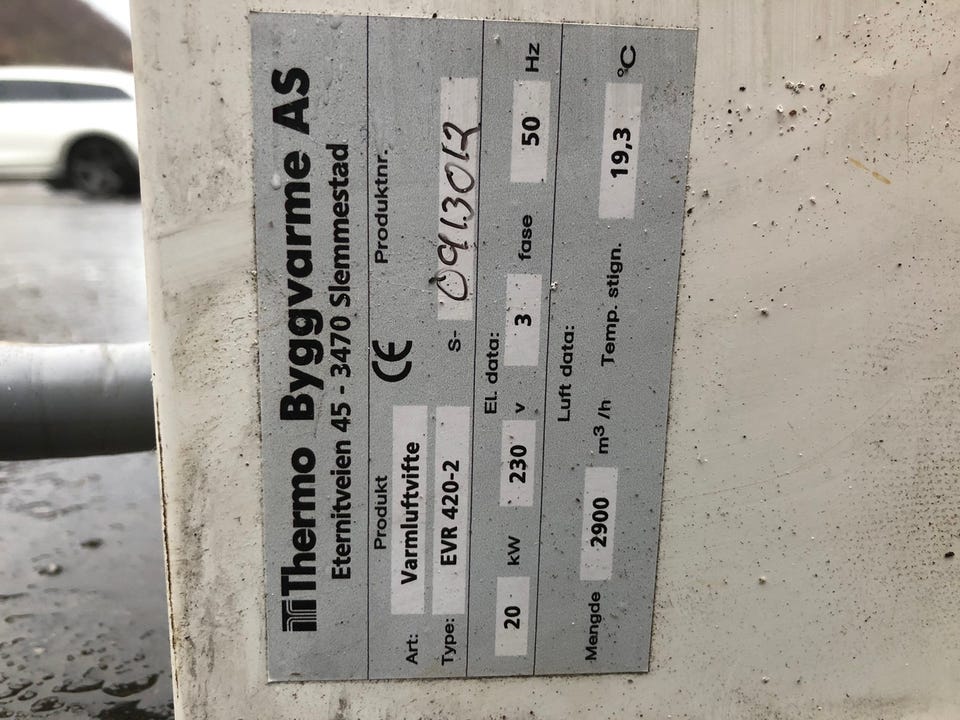 Thermo Byggvarme AS
Eternitveien 45 - 3470 Slemmestad
Produkt CE Produktnr.
Art: Varmluftvifte
Type: EVR 420-2 S- 0913012
El. data:
20 kW 230 v 3 fase 50 Hz
Luft data:
Mengde 2900 m³/h Temp. stign. 19,3 °C